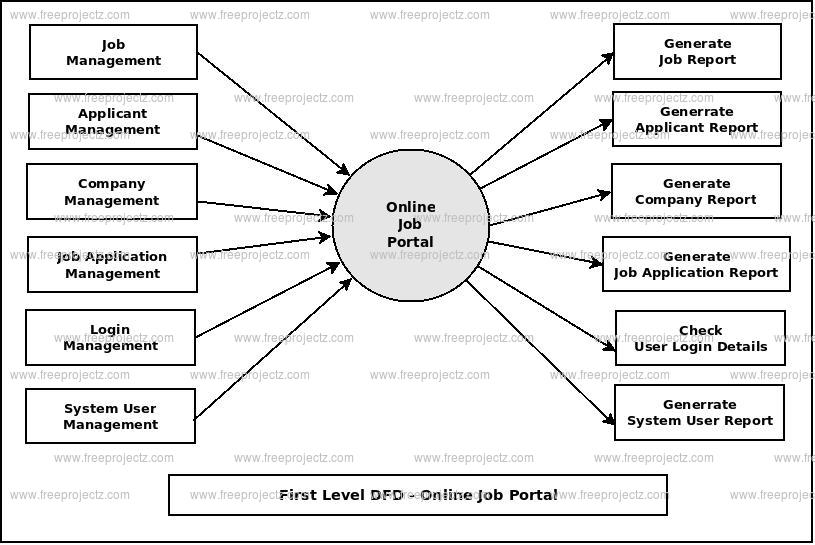 Job
Management
Applicant
Management
Company
Management
Job Application
Management
Login
Management
System User
Management
Online
Job
Portal
Generate
Job Report
Generrate
Applicant Report
Generate
Company Report
Generate
Job Application Report
Check
User Login Details
Generrate
System User Report
First Level DFD - Online Job Portal
www.freeprojectz.com